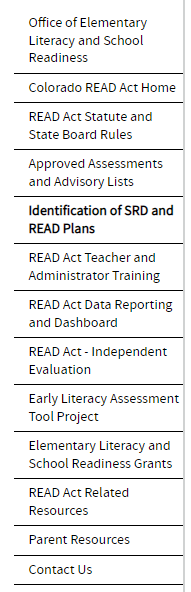 Office of Elementary
Literacy and School
Readiness
Colorado READ Act Home
READ Act Statute and
State Board Rules
Approved Assessments
and Advisory Lists
Identification of SRD and
READ Plans
READ Act Teacher and
Administrator Training
READ Act Data Reporting
and Dashboard
READ Act - Independent
Evaluation
Early Literacy Assessment
Tool Project
Elementary Literacy and
School Readiness Grants
READ Act Related
Resources
Parent Resources
Contact Us